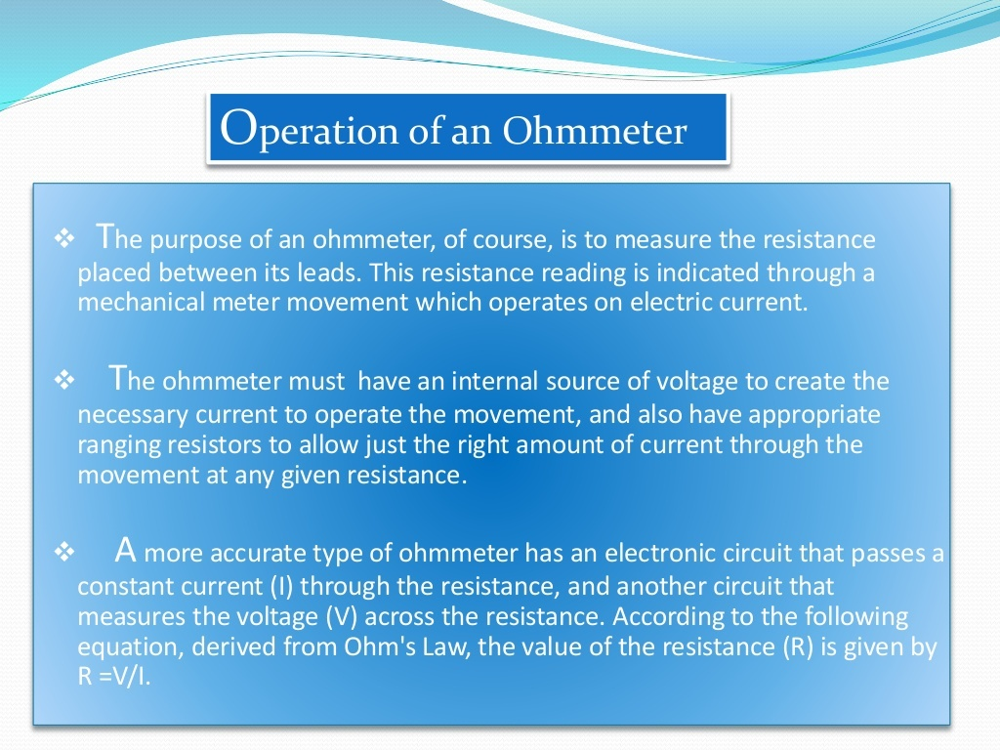 Operation of an Ohmmeter
❖ The purpose of an ohmmeter, of course, is to measure the resistance
placed between its leads. This resistance reading is indicated through a
mechanical meter movement which operates on electric current.
❖ The ohmmeter must have an internal source of voltage to create the
necessary current to operate the movement, and also have appropriate
ranging resistors to allow just the right amount of current through the
movement at any given resistance.
❖ A more accurate type of ohmmeter has an electronic circuit that passes a
constant current (I) through the resistance, and another circuit that
measures the voltage (V) across the resistance. According to the following
equation, derived from Ohm's Law, the value of the resistance (R) is given by
R =V/I.